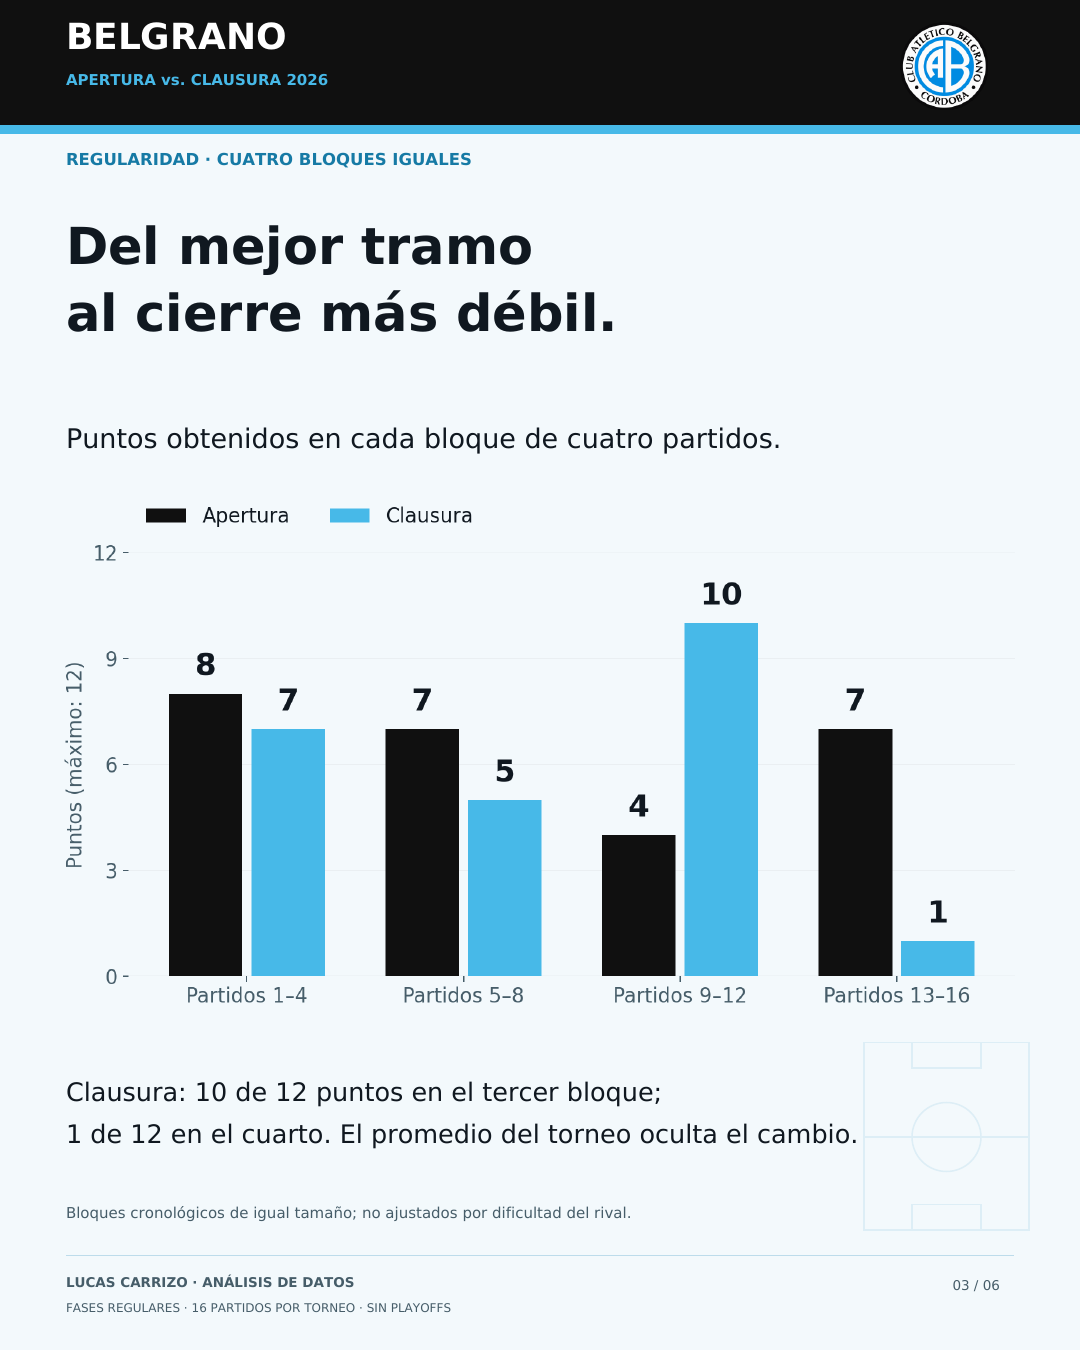 BELGRANO
APERTURA vs. CLAUSURA 2026
CLUB ATLETICO BELGRANO
CAB
• CORDOBA •
REGULARIDAD · CUATRO BLOQUES IGUALES
Del mejor tramo
al cierre más débil.
Puntos obtenidos en cada bloque de cuatro partidos.
Apertura Clausura
Puntos (máximo: 12)
12
9
6
3
0
8 7 7 5 4 10 7 1
Partidos 1–4 Partidos 5–8 Partidos 9–12 Partidos 13–16
Clausura: 10 de 12 puntos en el tercer bloque;
1 de 12 en el cuarto. El promedio del torneo oculta el cambio.
Bloques cronológicos de igual tamaño; no ajustados por dificultad del rival.
LUCAS CARRIZO · ANÁLISIS DE DATOS
03 / 06
FASES REGULARES · 16 PARTIDOS POR TORNEO · SIN PLAYOFFS